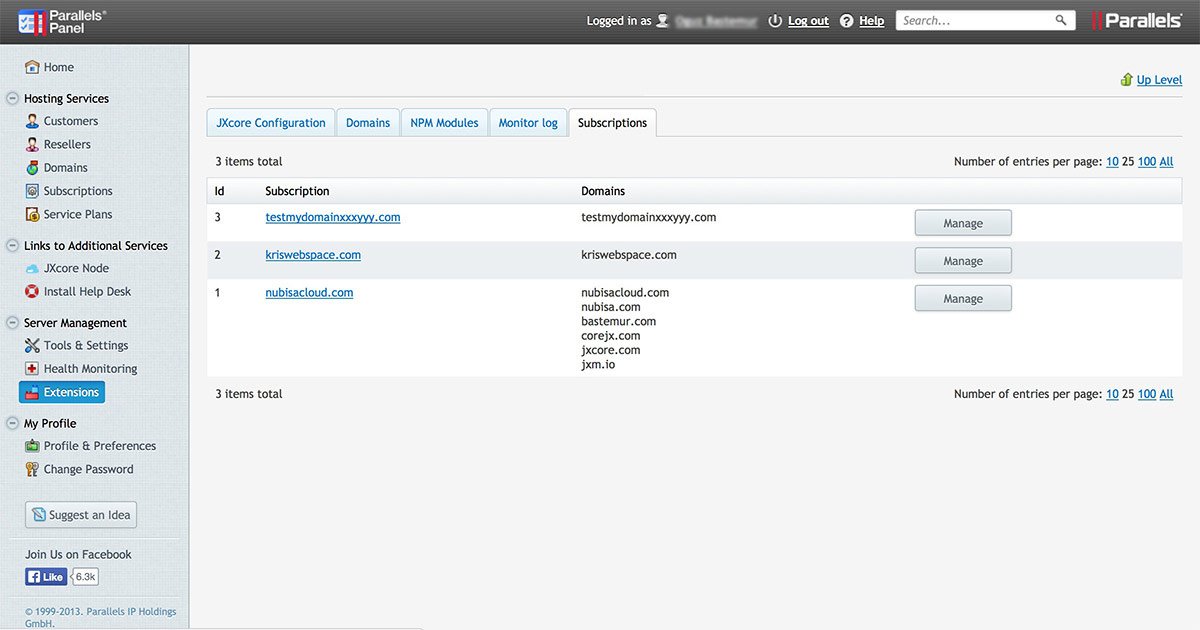 Parallels®
Panel
Logged in as
Log out
Help
Search...
Parallels®
Home
Hosting Services
Customers
Resellers
Domains
Subscriptions
Service Plans
Links to Additional Services
JXcore Node
Install Help Desk
Server Management
Tools & Settings
Health Monitoring
Extensions
My Profile
Profile & Preferences
Change Password
Suggest an Idea
Join Us on Facebook
Like 6.3k
© 1999-2013. Parallels IP Holdings
GmbH.
Up Level
JXcore Configuration Domains NPM Modules Monitor log Subscriptions
3 items total Number of entries per page: 10 25 100 All
Id Subscription Domains
3 testmydomainxxxyyy.com testmydomainxxxyyy.com Manage
2 kriswebspace.com kriswebspace.com Manage
1 nubisacloud.com nubisacloud.com Manage
nubisa.com
bastemur.com
corejx.com
jxcore.com
jxm.io
3 items total Number of entries per page: 10 25 100 All